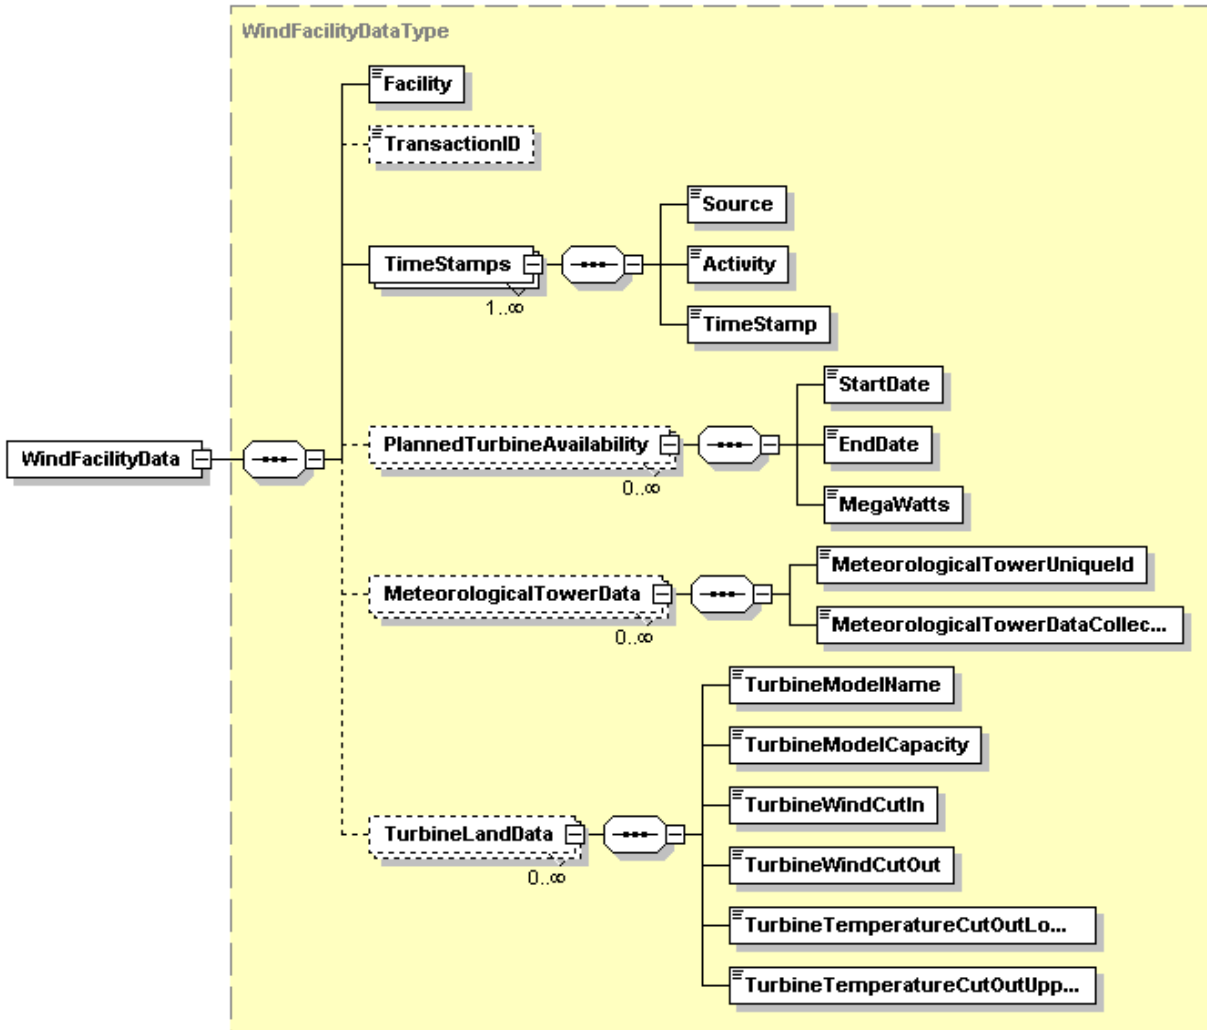 WindFacilityDataType
Facility
TransactionID
TimeStamps
1..∞
Source
Activity
TimeStamp
WindFacilityData
PlannedTurbineAvailability
0..∞
StartDate
EndDate
MegaWatts
MeteorologicalTowerData
0..∞
MeteorologicalTowerUniqueId
MeteorologicalTowerDataCollec...
TurbineLandData
0..∞
TurbineModelName
TurbineModelCapacity
TurbineWindCutIn
TurbineWindCutOut
TurbineTemperatureCutOutLo...
TurbineTemperatureCutOutUpp...